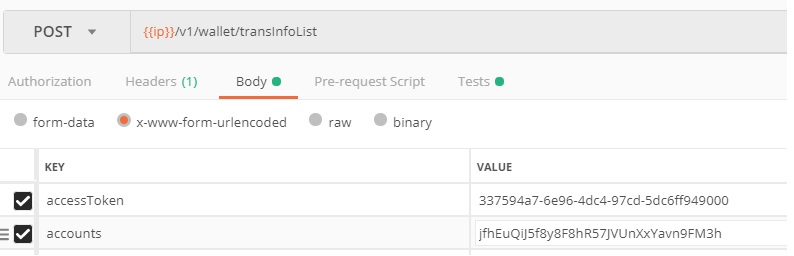 POST {{ip}}/v1/wallet/transInfoList
Authorization Headers (1) Body Pre-request Script Tests
form-data x-www-form-urlencoded raw binary
KEY VALUE
accessToken 337594a7-6e96-4dc4-97cd-5dc6ff949000
accounts jfhEuQiJ5f8y8F8hR57JVUnXxYavn9FM3h